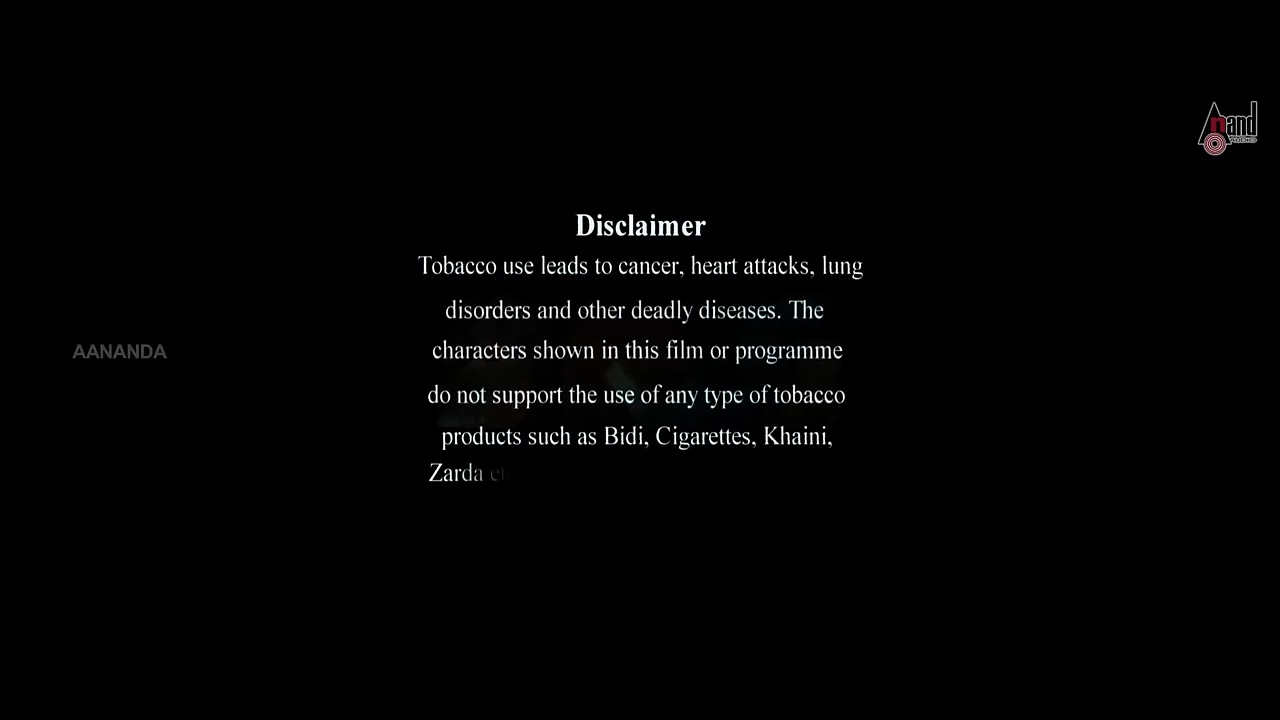 Anand
AUDIO
Disclaimer
Tobacco use leads to cancer, heart attacks, lung
disorders and other deadly diseases. The
AANANDA
characters shown in this film or programme
do not support the use of any type of tobacco
products such as Bidi, Cigarettes, Khaini,
Zarda